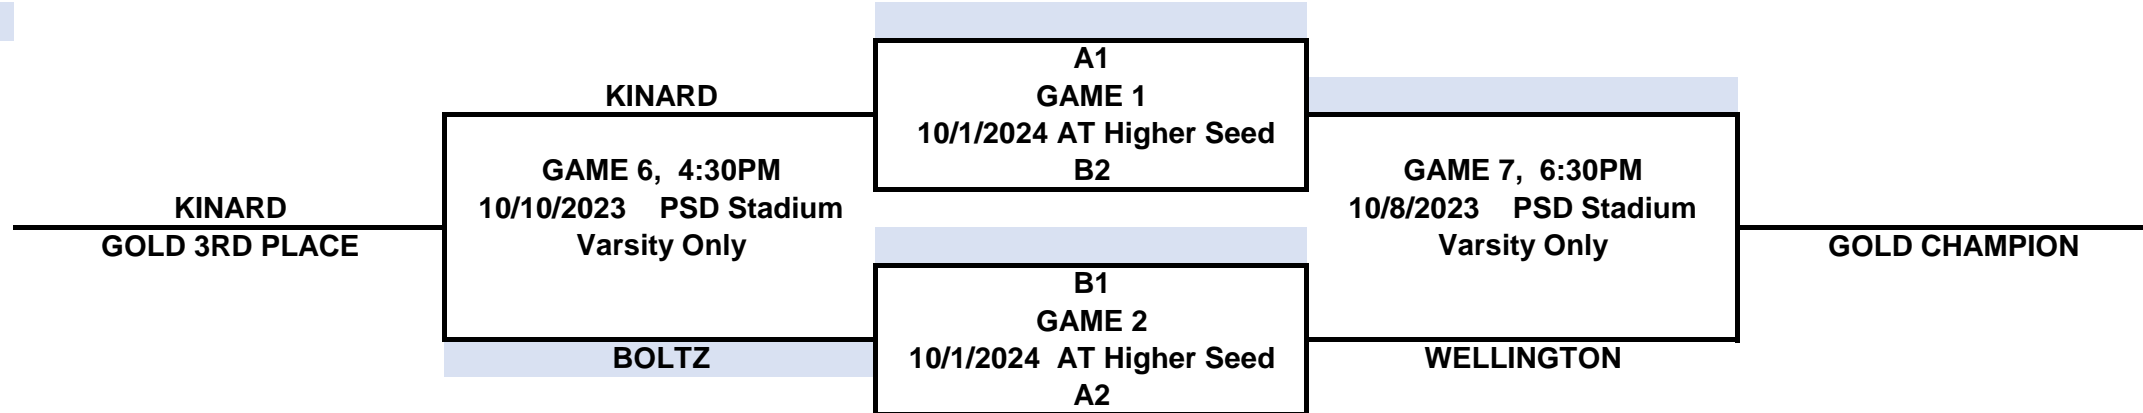 A1
KINARD
GAME 1
10/1/2024 AT Higher Seed
GAME 6, 4:30PM
B2
GAME 7, 6:30PM
KINARD
10/10/2023 PSD Stadium
10/8/2023 PSD Stadium
GOLD 3RD PLACE
Varsity Only
Varsity Only
GOLD CHAMPION
B1
GAME 2
BOLTZ
10/1/2024 AT Higher Seed
WELLINGTON
A2